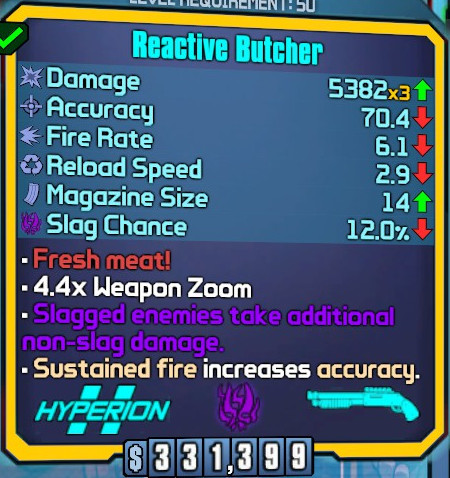 LEVEL REQUIREMENT: 50
Reactive Butcher
Damage 5382x3
Accuracy 70.4
Fire Rate 6.1
Reload Speed 2.9
Magazine Size 14
Slag Chance 12.0%
• Fresh meat!
• 4.4x Weapon Zoom
• Slagged enemies take additional
non-slag damage.
• Sustained fire increases accuracy.
HYPERION
$331,399